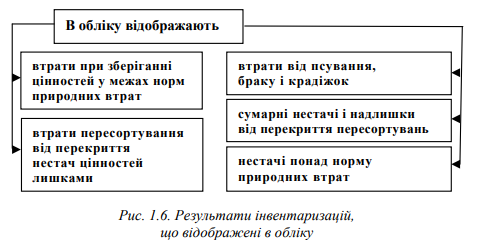 В обліку відображають
втрати при зберіганні
цінностей у межах норм
природних втрат
втрати пересортування
від перекриття
нестач цінностей
лишками
втрати від псування,
браку і крадіжок
сумарні нестачі і надлишки
від перекриття пересортувань
нестачі понад норму
природних втрат
Рис. 1.6. Результати інвентаризацій,
що відображені в обліку